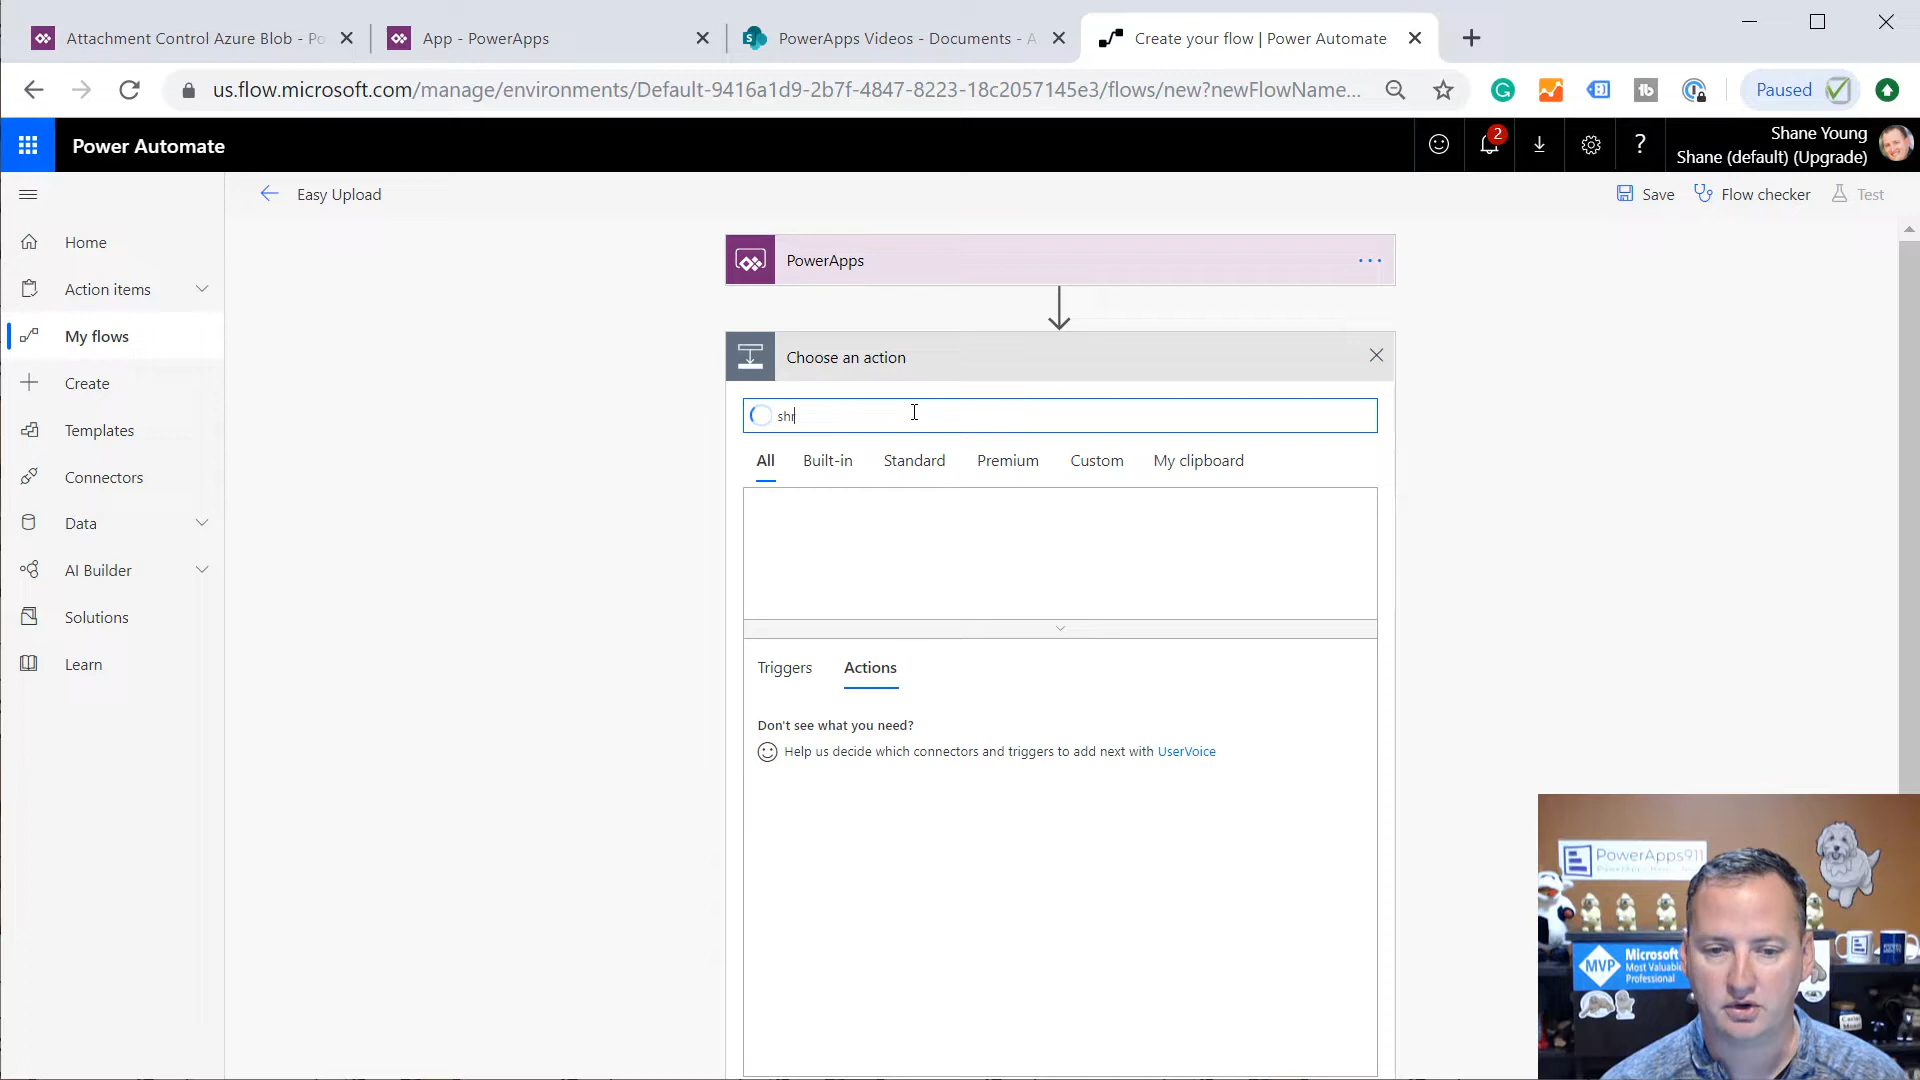 Attachment Control Azure Blob - Po
App - PowerApps
PowerApps Videos - Documents - A
Create your flow | Power Automate
us.flow.microsoft.com/manage/environments/Default-9416a1d9-2b7f-4847-8223-18c2057145e3/flows/new?newFlowName...
Paused
Power Automate
2
Shane Young
Shane (default) (Upgrade)
Easy Upload
Save
Flow checker
Test
Home
Action items
My flows
Create
Templates
Connectors
Data
AI Builder
Solutions
Learn
PowerApps
Choose an action
shr
All
Built-in
Standard
Premium
Custom
My clipboard
Triggers
Actions
Don't see what you need?
Help us decide which connectors and triggers to add next with UserVoice
PowerApps911
MVP
Microsoft
Most Valuable
Professional